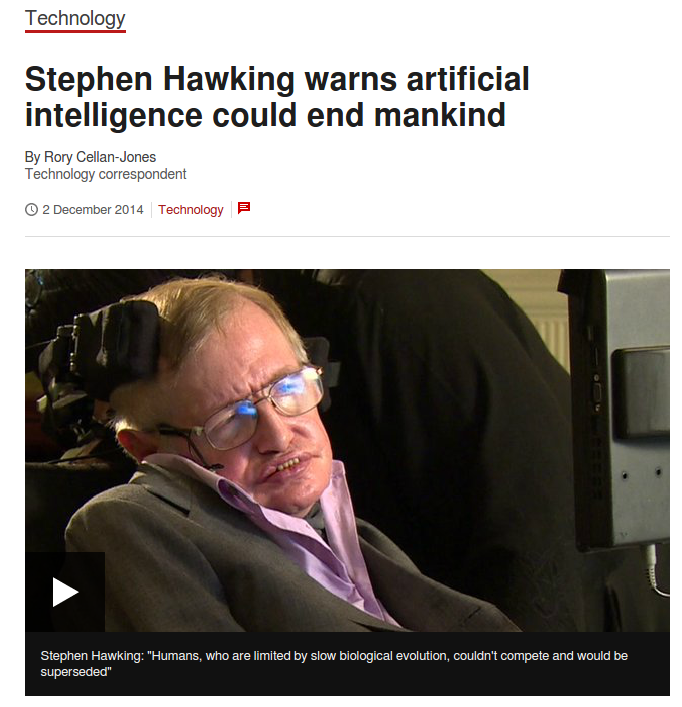 Technology
Stephen Hawking warns artificial
intelligence could end mankind
By Rory Cellan-Jones
Technology correspondent
2 December 2014
Technology
Stephen Hawking: "Humans, who are limited by slow biological evolution, couldn't compete and would be
superseded"